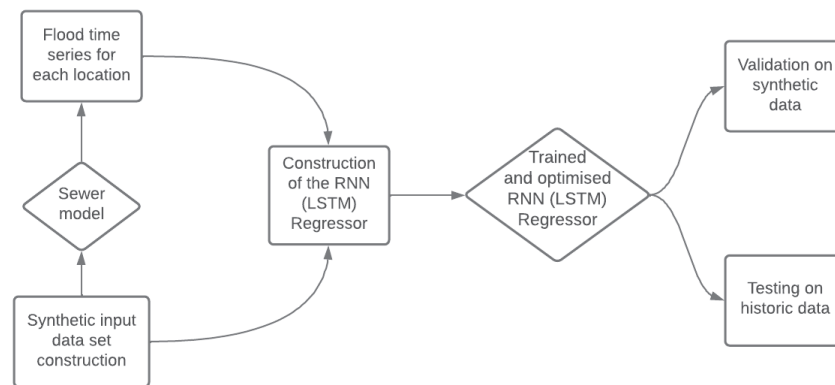 Flood time
series for
each location
Sewer
model
Synthetic input
data set
construction
Construction
of the RNN
(LSTM)
Regressor
Trained
and optimised
RNN (LSTM)
Regressor
Validation on
synthetic
data
Testing on
historic data